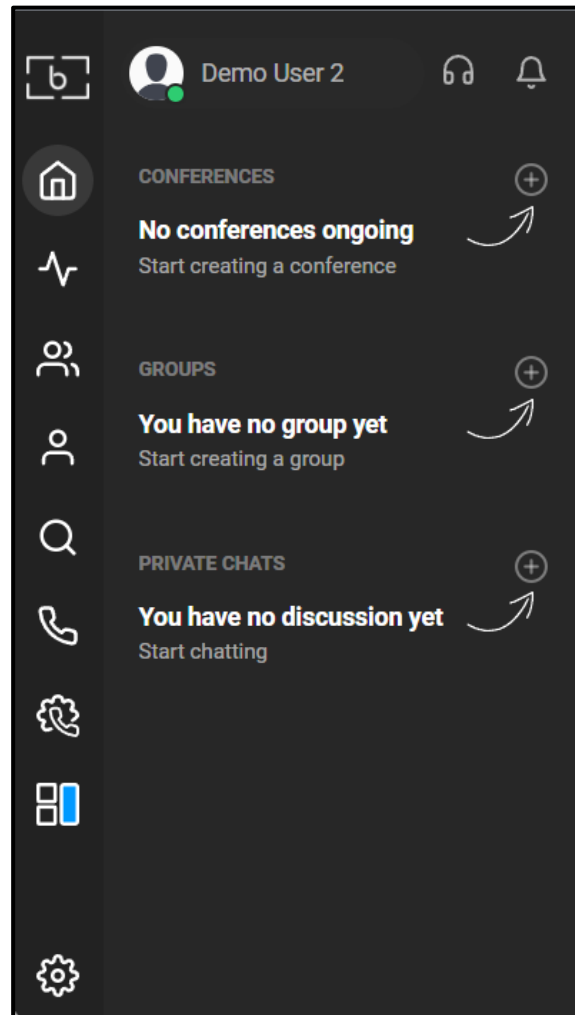 b
Demo User 2
CONFERENCES
No conferences ongoing
Start creating a conference
GROUPS
You have no group yet
Start creating a group
PRIVATE CHATS
You have no discussion yet
Start chatting